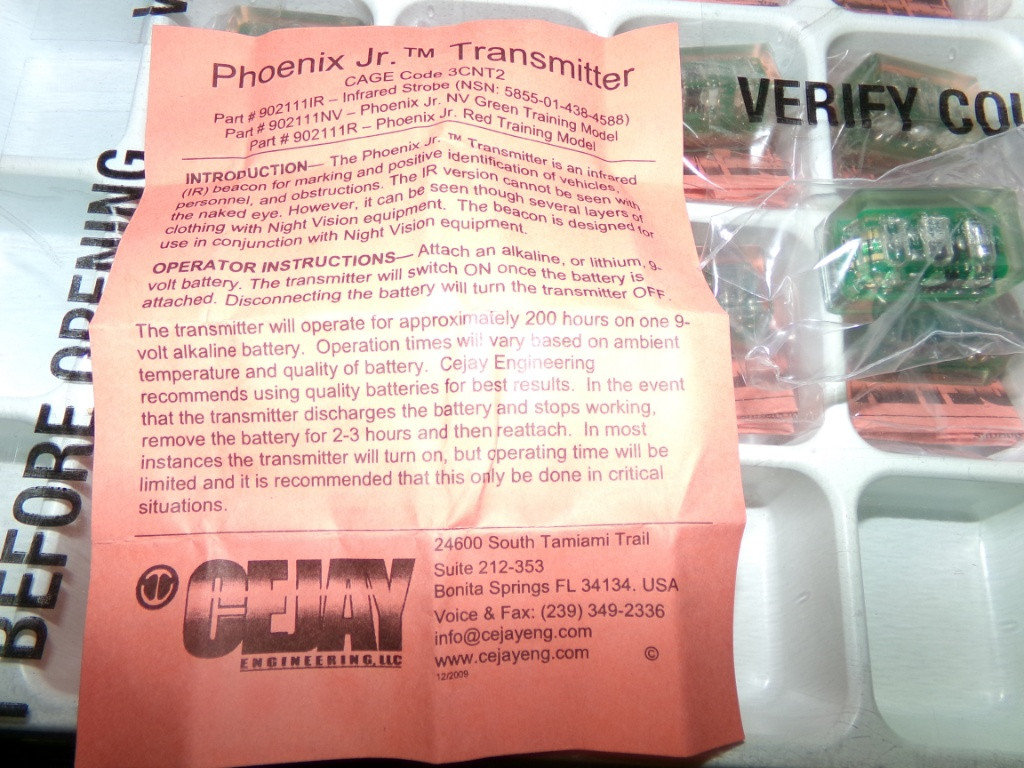 Phoenix Jr. ™ Transmitter
CAGE Code 3CNT2
Part # 902111IR – Infrared Strobe (NSN: 5855-01-438-4588)
Part # 902111NV – Phoenix Jr. NV Green Training Model
Part # 902111R – Phoenix Jr. Red Training Model
INTRODUCTION— The Phoenix Jr. ™ Transmitter is an infrared
(IR) beacon for marking and positive identification of vehicles,
personnel, and obstructions. The IR version cannot be seen with
the naked eye. However, it can be seen though several layers of
clothing with Night Vision equipment. The beacon is designed for
use in conjunction with Night Vision equipment.
OPERATOR INSTRUCTIONS— Attach an alkaline, or lithium, 9-
volt battery. The transmitter will switch ON once the battery is
attached. Disconnecting the battery will turn the transmitter OFF.
The transmitter will operate for approximately 200 hours on one 9-
volt alkaline battery. Operation times will vary based on ambient
temperature and quality of battery. Cejay Engineering
recommends using quality batteries for best results. In the event
that the transmitter discharges the battery and stops working,
remove the battery for 2-3 hours and then reattach. In most
instances the transmitter will turn on, but operating time will be
limited and it is recommended that this only be done in critical
situations.
CEJAY
ENGINEERING, LLC
24600 South Tamiami Trail
Suite 212-353
Bonita Springs FL 34134. USA
Voice & Fax: (239) 349-2336
info@cejayeng.com
www.cejayeng.com ©
12/2009
VERIFY COU
BEFORE OPENING